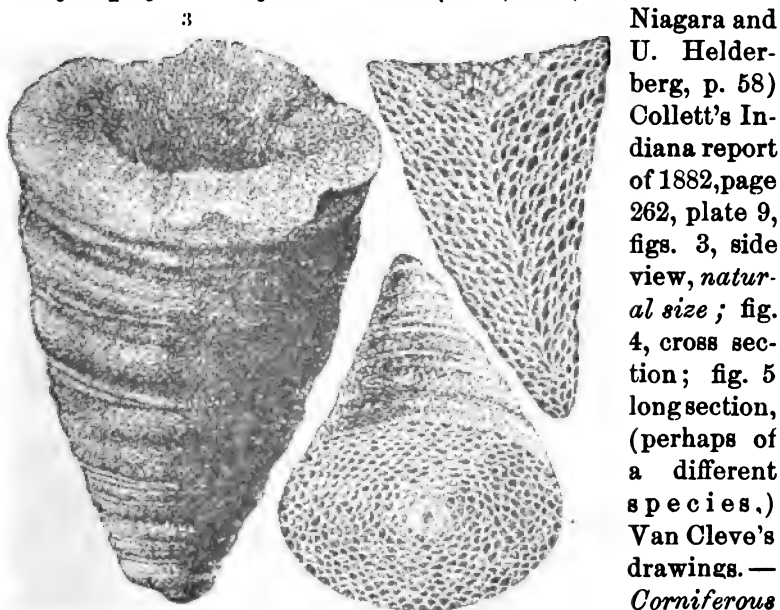 3
Niagara and
U. Helder-
berg, p. 58)
Collett's In-
diana report
of 1882,page
262, plate 9,
figs. 3, side
view, natur-
al size ; fig.
4, cross sec-
tion; fig. 5
long section,
(perhaps of
a different
species.)
Van Cleve's
drawings. —
Corniferous